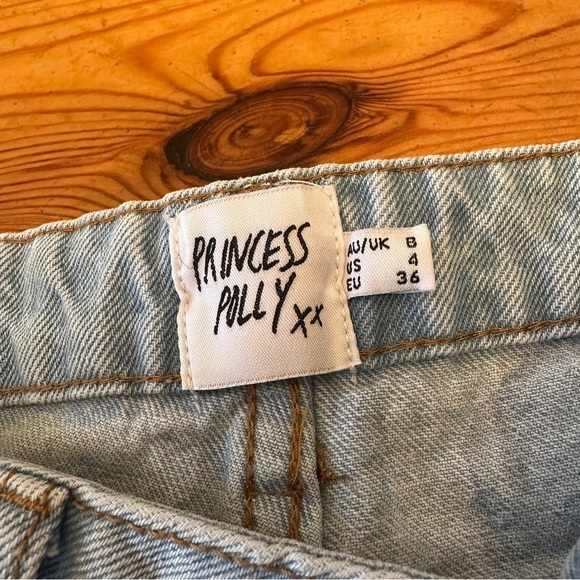 PRINCESS
POLLY xx
AU/UK 8
US 4
EU 36